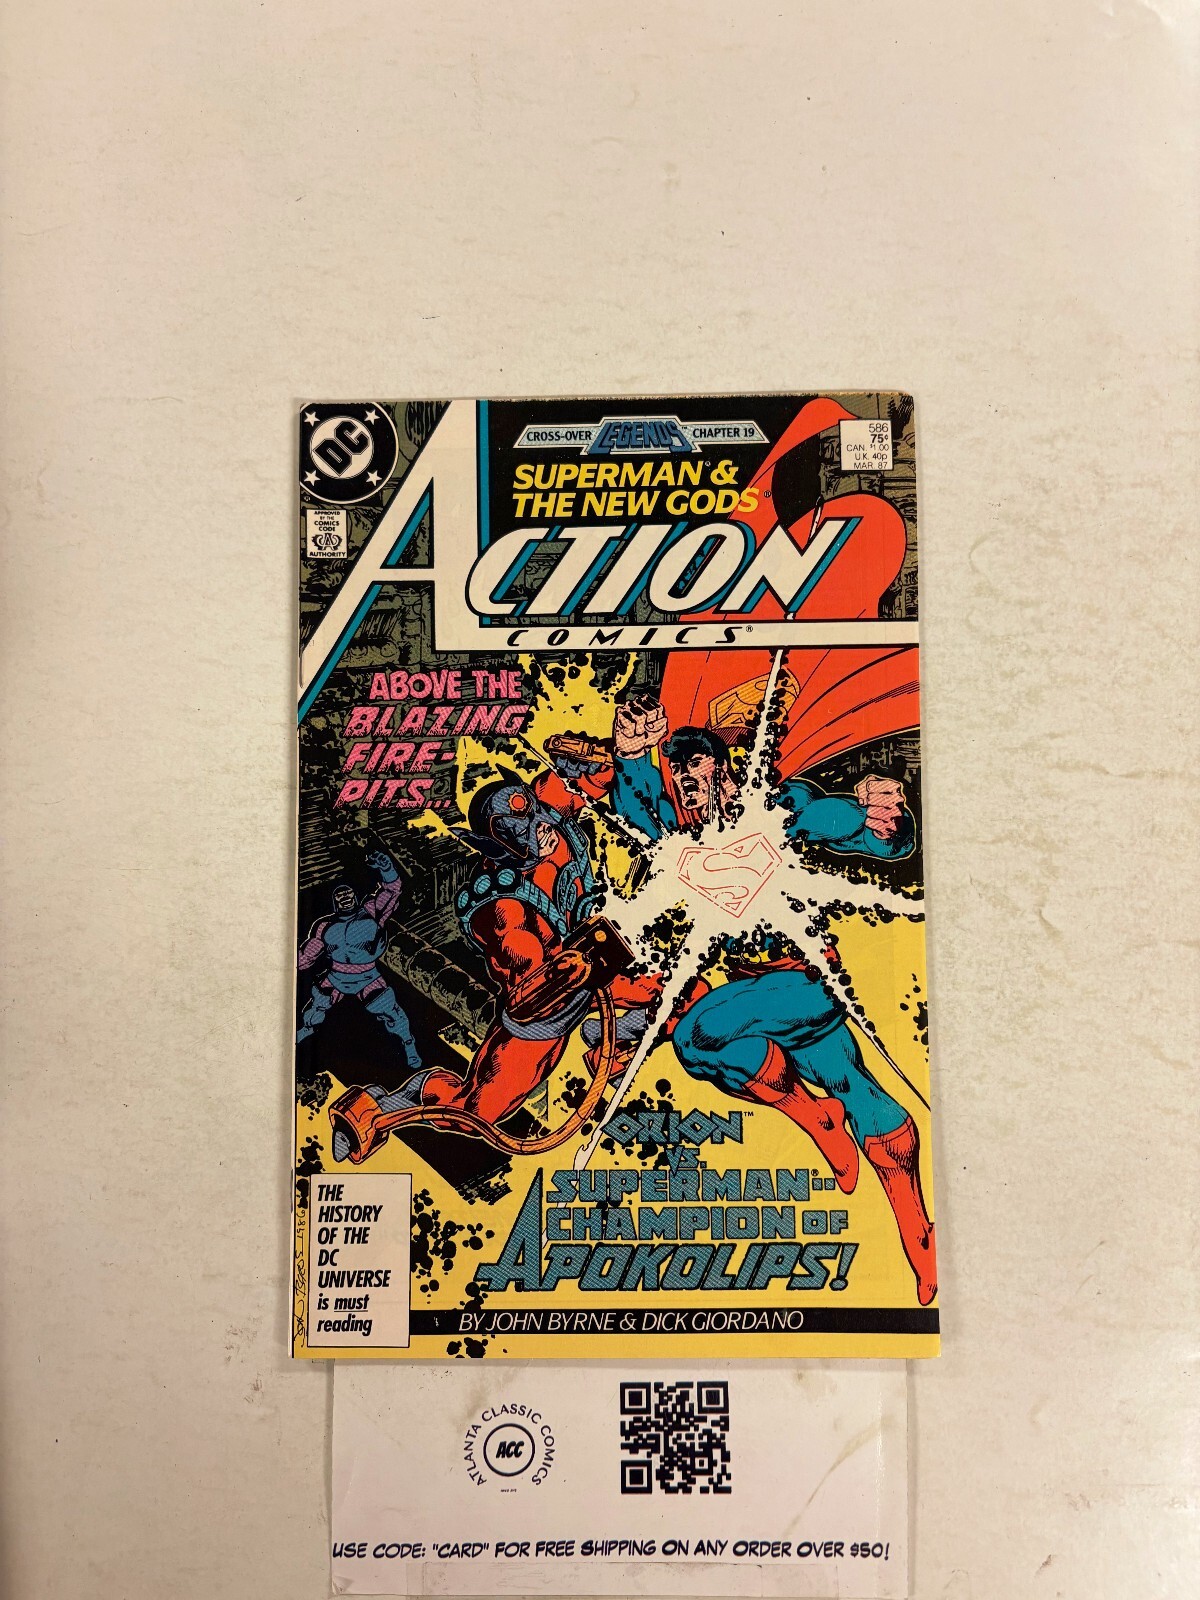 DC
CROSS-OVER LEGENDS™ CHAPTER 19
586
75¢
CAN. $1.00
U.K. 40p
MAR. 87
SUPERMAN® &
THE NEW GODS®
APPROVED
BY THE
COMICS
CODE
AUTHORITY
ACTION
COMICS®
ABOVE THE
BLAZING
FIRE-
PITS...
S
ORION™
VS.
SUPERMAN®--
CHAMPION OF
APOKOLIPS!
THE
HISTORY
OF THE
DC
UNIVERSE
is must
reading
1986
BY JOHN BYRNE & DICK GIORDANO
ATLANTA CLASSIC COMICS
ACC
USE CODE: "CARD" FOR FREE SHIPPING ON ANY ORDER OVER $50!